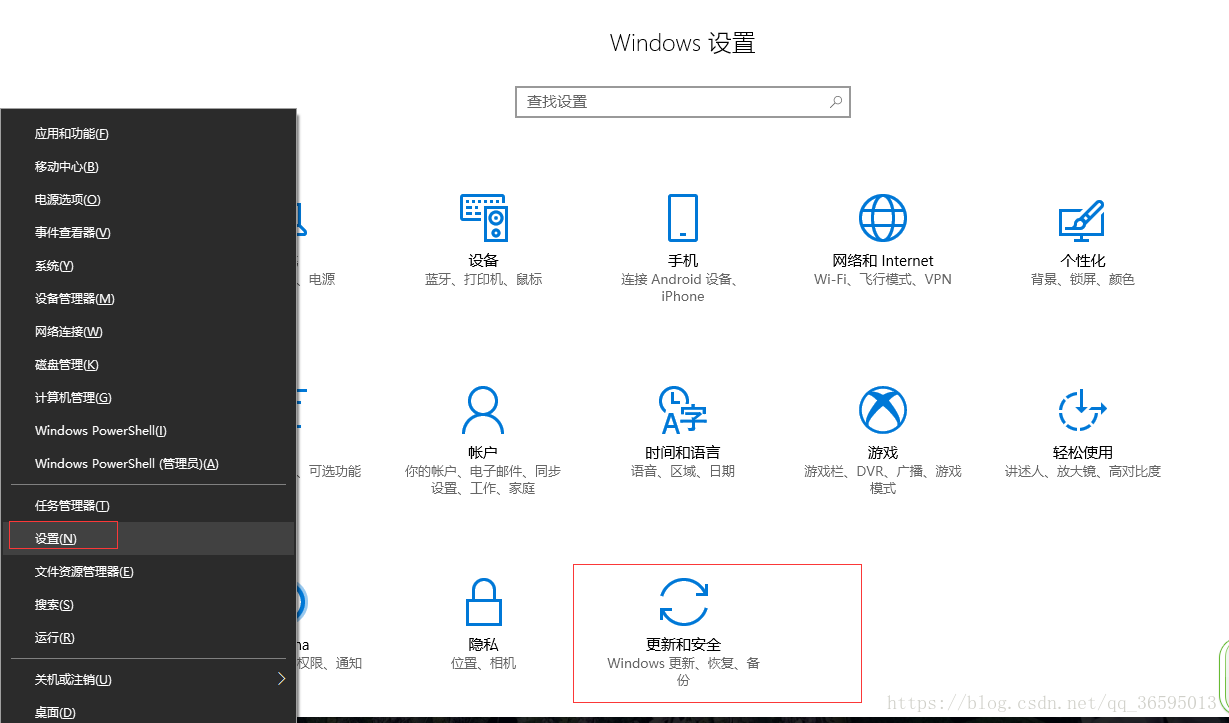 Windows 设置
查找设置
应用和功能(F)
移动中心(B)
电源选项(O)
事件查看器(V)
系统(Y)
设备管理器(M)
网络连接(W)
磁盘管理(K)
计算机管理(G)
Windows PowerShell(I)
Windows PowerShell (管理员)(A)
任务管理器(T)
设置(N)
文件资源管理器(E)
搜索(S)
运行(R)
关机或注销(U)
桌面(D)
、电源
设备
蓝牙、打印机、鼠标
手机
连接 Android 设备、
iPhone
网络和 Internet
Wi-Fi、飞行模式、VPN
个性化
背景、锁屏、颜色
、可选功能
帐户
你的帐户、电子邮件、同步
设置、工作、家庭
时间和语言
语音、区域、日期
游戏
游戏栏、DVR、广播、游戏
模式
轻松使用
讲述人、放大镜、高对比度
na
权限、通知
隐私
位置、相机
更新和安全
Windows 更新、恢复、备
份
https://blog.csdn.net/qq_36595013